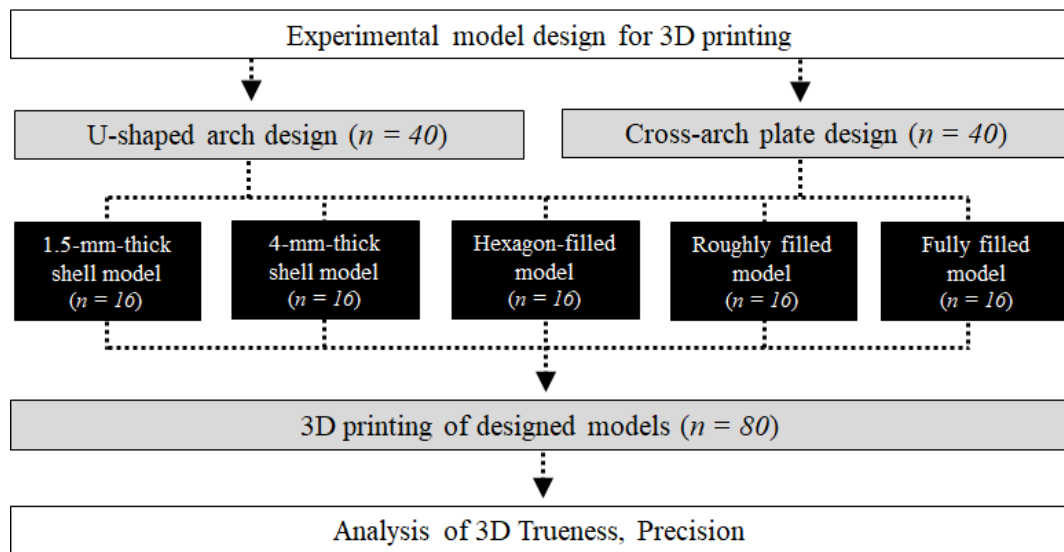 Experimental model design for 3D printing
U-shaped arch design (n = 40)
Cross-arch plate design (n = 40)
1.5-mm-thick
shell model
(n = 16)
4-mm-thick
shell model
(n = 16)
Hexagon-filled
model
(n = 16)
Roughly filled
model
(n = 16)
Fully filled
model
(n = 16)
3D printing of designed models (n = 80)
Analysis of 3D Trueness, Precision